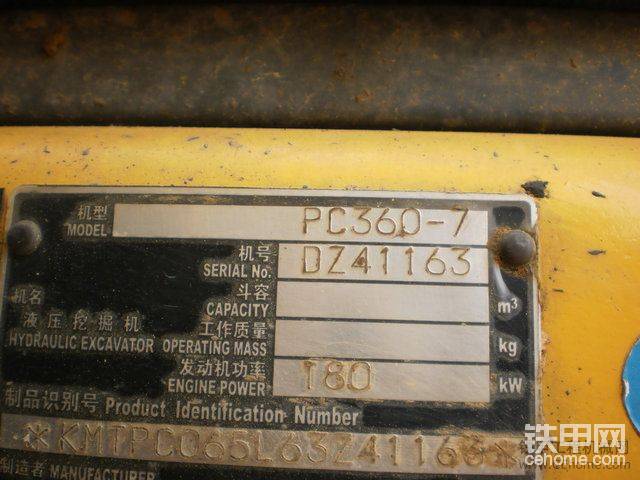 机型 PC360-7
MODEL
机号 DZ41163
SERIAL No.
机名 斗容
CAPACITY m³
液压挖掘机 工作质量
HYDRAULIC EXCAVATOR OPERATING MASS kg
发动机功率 180
ENGINE POWER kW
制品识别号 Product Identification Number
*KMTPC065L63Z41163*
制造者 MANUFACTURER
铁甲网
cehome.com